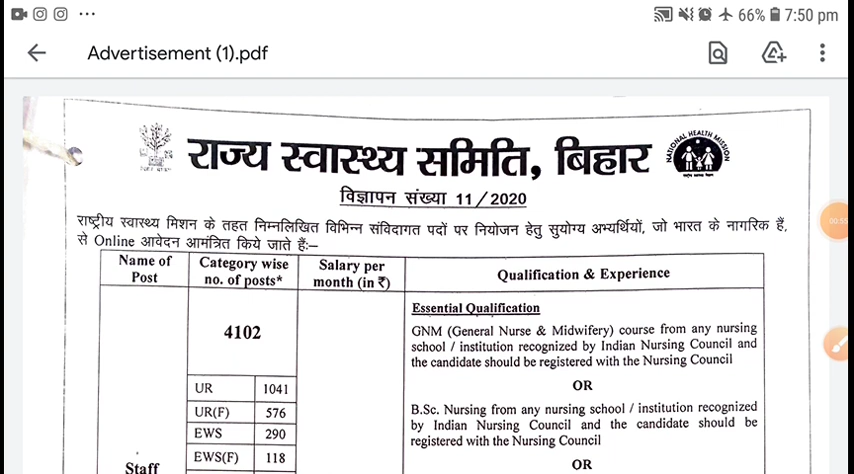 66% 7:50 pm
Advertisement (1).pdf
राज्य स्वास्थ्य समिति, बिहार
NATIONAL HEALTH MISSION
विज्ञापन संख्या 11/2020
राष्ट्रीय स्वास्थ्य मिशन के तहत निम्नलिखित विभिन्न संविदागत पदों पर नियोजन हेतु सुयोग्य अभ्यर्थियों, जो भारत के नागरिक हैं,
से Online आवेदन आमंत्रित किये जाते हैं:–
00:55
Name of
Post
Category wise
no. of posts*
Salary per
month (in ₹)
Qualification & Experience
Staff
4102
UR 1041
UR(F) 576
EWS 290
EWS(F) 118
Essential Qualification
GNM (General Nurse & Midwifery) course from any nursing
school / institution recognized by Indian Nursing Council and
the candidate should be registered with the Nursing Council
OR
B.Sc. Nursing from any nursing school / institution recognized
by Indian Nursing Council and the candidate should be
registered with the Nursing Council
OR